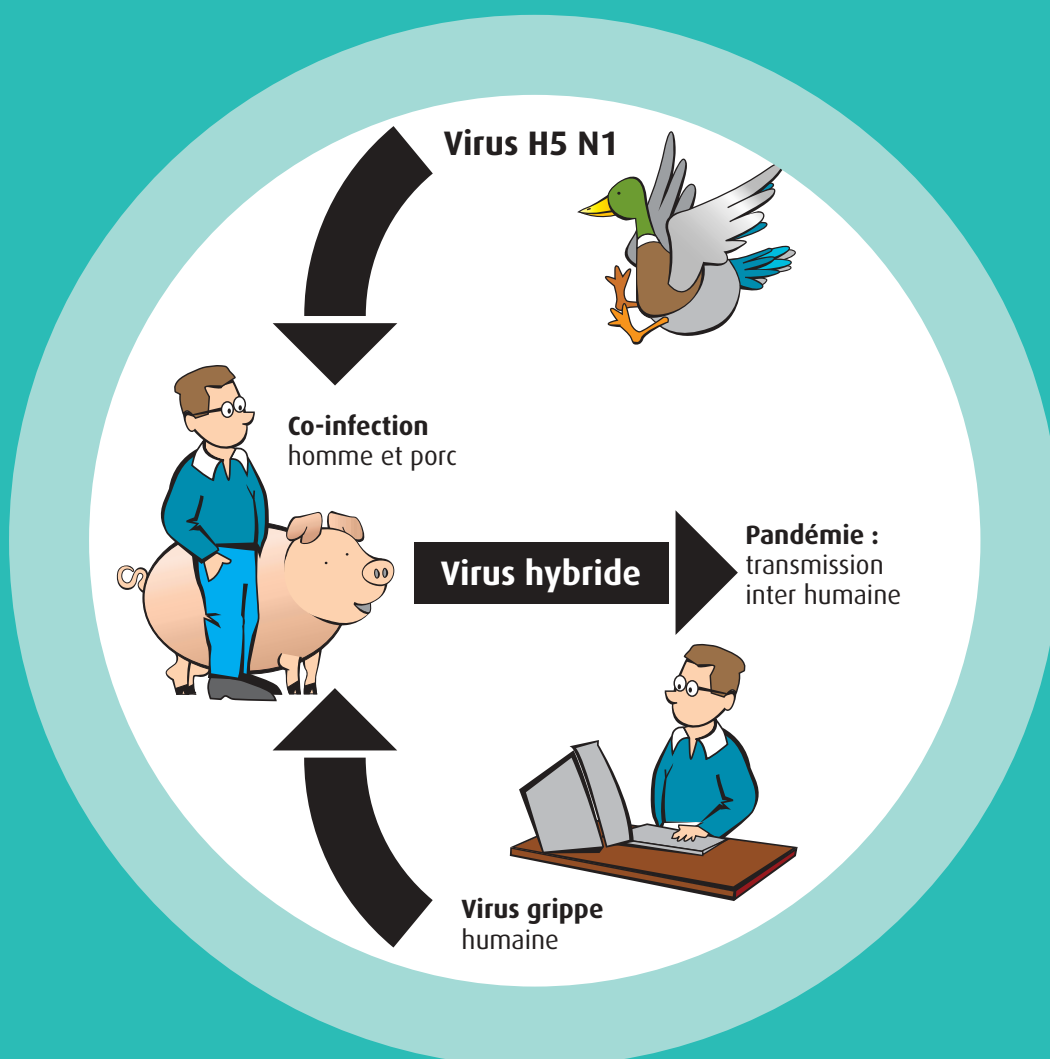 Virus H5 N1
Co-infection
homme et porc
Virus hybride
Pandémie :
transmission
inter humaine
Virus grippe
humaine